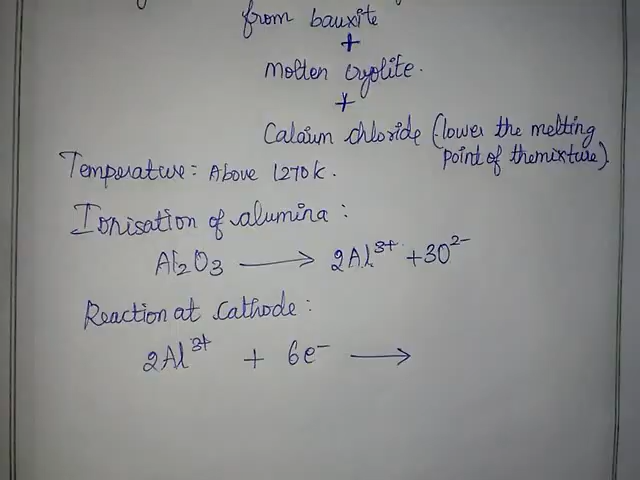 from bauxite
+
Molten cryolite.
+
Calcium chloride (lower the melting
point of the mixture)
Temperature: Above 1270k.
Ionisation of alumina:
Al2O3 ⟶ 2Al³⁺ + 3O²⁻
Reaction at Cathode:
2Al³⁺ + 6e⁻ ⟶